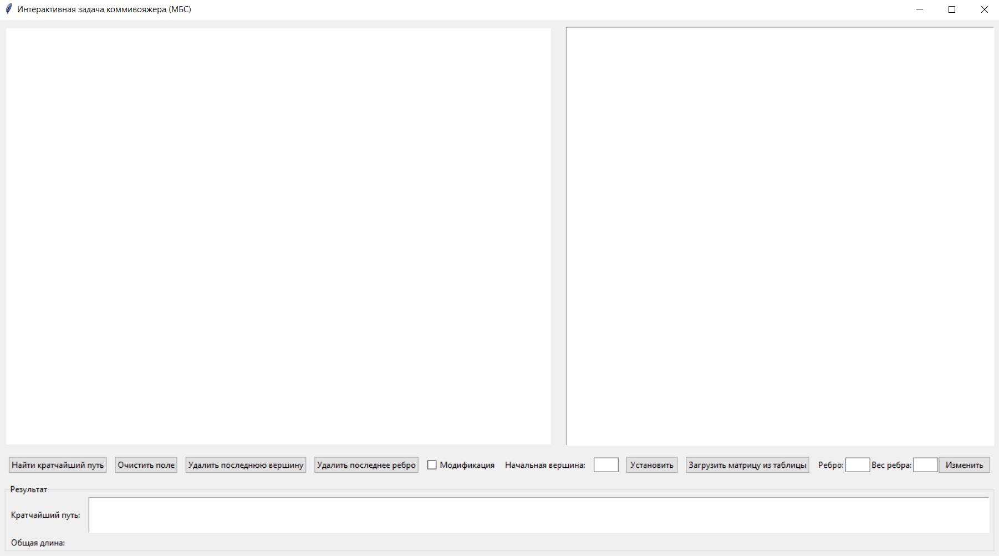 Интерактивная задача коммивояжера (МБС)
Найти кратчайший путь Очистить поле Удалить последнюю вершину Удалить последнее ребро Модификация Начальная вершина: Установить Загрузить матрицу из таблицы Ребро: Вес ребра: Изменить
Результат
Кратчайший путь:
Общая длина: